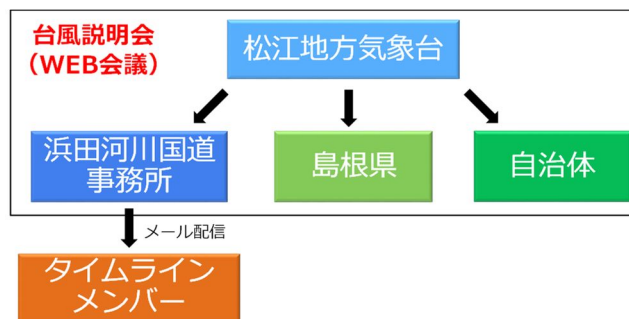 台風説明会
（WEB会議）
松江地方気象台
浜田河川国道
事務所
島根県
自治体
メール配信
タイムライン
メンバー